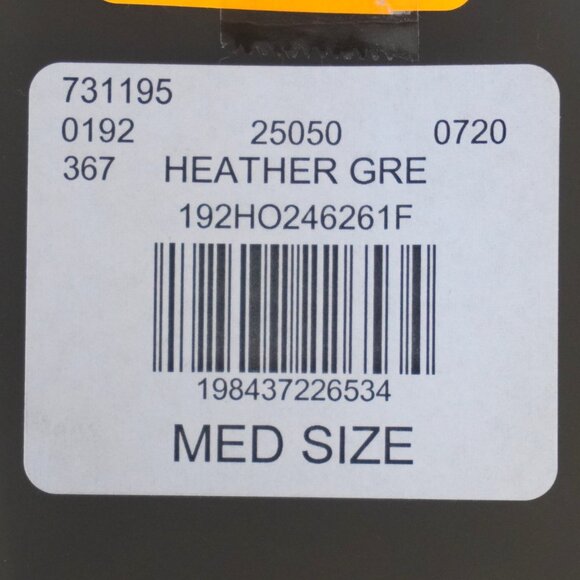 731195
0192 25050 0720
367 HEATHER GRE
192HO246261F
198437226534
MED SIZE